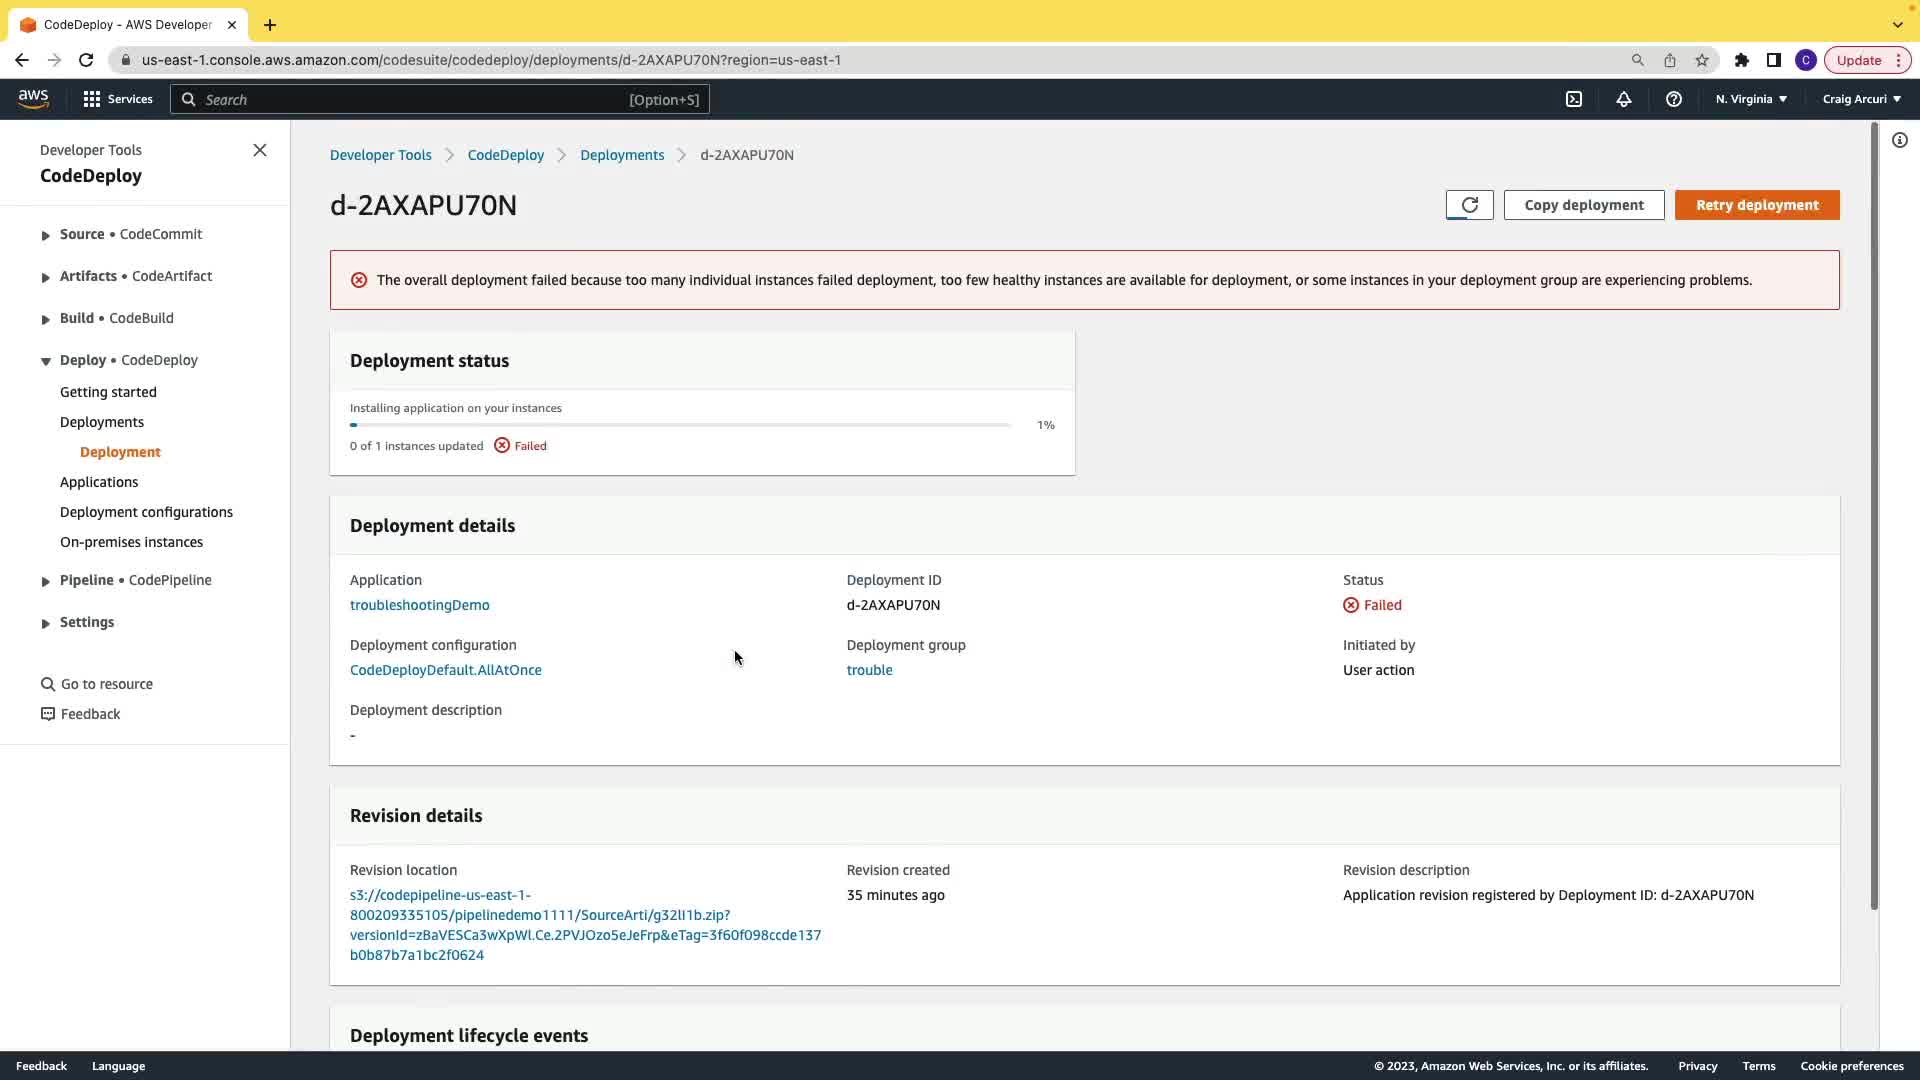 CodeDeploy - AWS Developer
us-east-1.console.aws.amazon.com/codesuite/codedeploy/deployments/d-2AXAPU70N?region=us-east-1
C
Update
aws
Services
Search
[Option+S]
N. Virginia
Craig Arcuri
Developer Tools
CodeDeploy
Source • CodeCommit
Artifacts • CodeArtifact
Build • CodeBuild
Deploy • CodeDeploy
Getting started
Deployments
Deployment
Applications
Deployment configurations
On-premises instances
Pipeline • CodePipeline
Settings
Go to resource
Feedback
Developer Tools
CodeDeploy
Deployments
d-2AXAPU70N
d-2AXAPU70N
Copy deployment
Retry deployment
The overall deployment failed because too many individual instances failed deployment, too few healthy instances are available for deployment, or some instances in your deployment group are experiencing problems.
Deployment status
Installing application on your instances
1%
0 of 1 instances updated
Failed
Deployment details
Application
troubleshootingDemo
Deployment ID
d-2AXAPU70N
Status
Failed
Deployment configuration
CodeDeployDefault.AllAtOnce
Deployment group
trouble
Initiated by
User action
Deployment description
-
Revision details
Revision location
s3://codepipeline-us-east-1-
800209335105/pipelinedemo1111/SourceArti/g32lI1b.zip?
versionId=zBaVESCa3wXpWl.Ce.2PVJOzo5eJeFrp&eTag=3f60f098ccde137
b0b87b7a1bc2f0624
Revision created
35 minutes ago
Revision description
Application revision registered by Deployment ID: d-2AXAPU70N
Deployment lifecycle events
Feedback
Language
© 2023, Amazon Web Services, Inc. or its affiliates.
Privacy
Terms
Cookie preferences